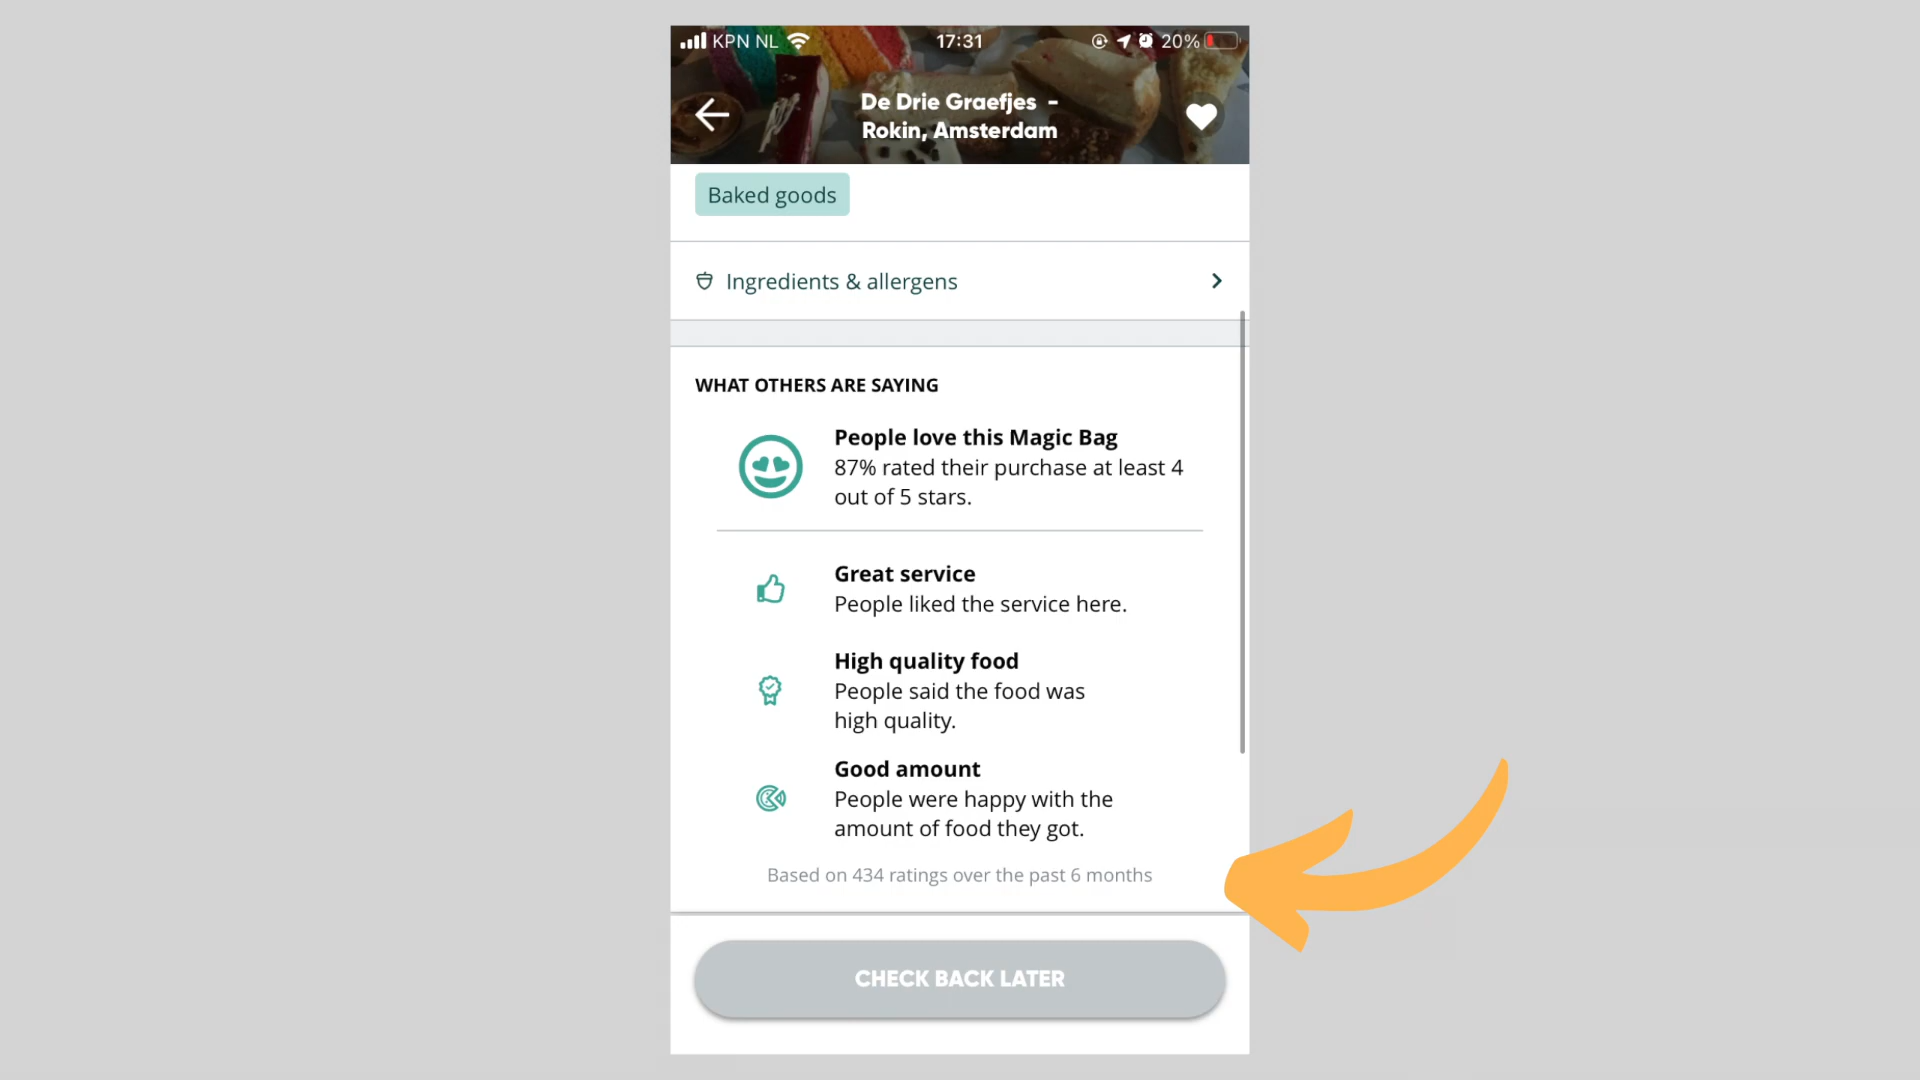 KPN NL 17:31 20%
De Drie Graefjes -
Rokin, Amsterdam
Baked goods
Ingredients & allergens
WHAT OTHERS ARE SAYING
People love this Magic Bag
87% rated their purchase at least 4
out of 5 stars.
Great service
People liked the service here.
High quality food
People said the food was
high quality.
Good amount
People were happy with the
amount of food they got.
Based on 434 ratings over the past 6 months
CHECK BACK LATER